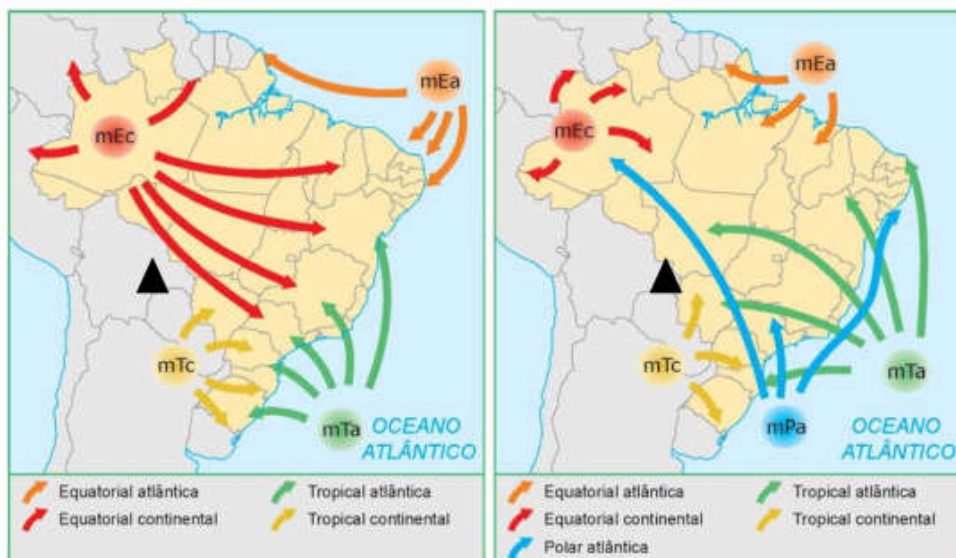 mEa
mEc
mTc
mTa
OCEANO
ATLÂNTICO
Equatorial atlântica
Tropical atlântica
Equatorial continental
Tropical continental
mEa
mEc
mTc
mTa
mPa
OCEANO
ATLÂNTICO
Equatorial atlântica
Tropical atlântica
Equatorial continental
Tropical continental
Polar atlântica